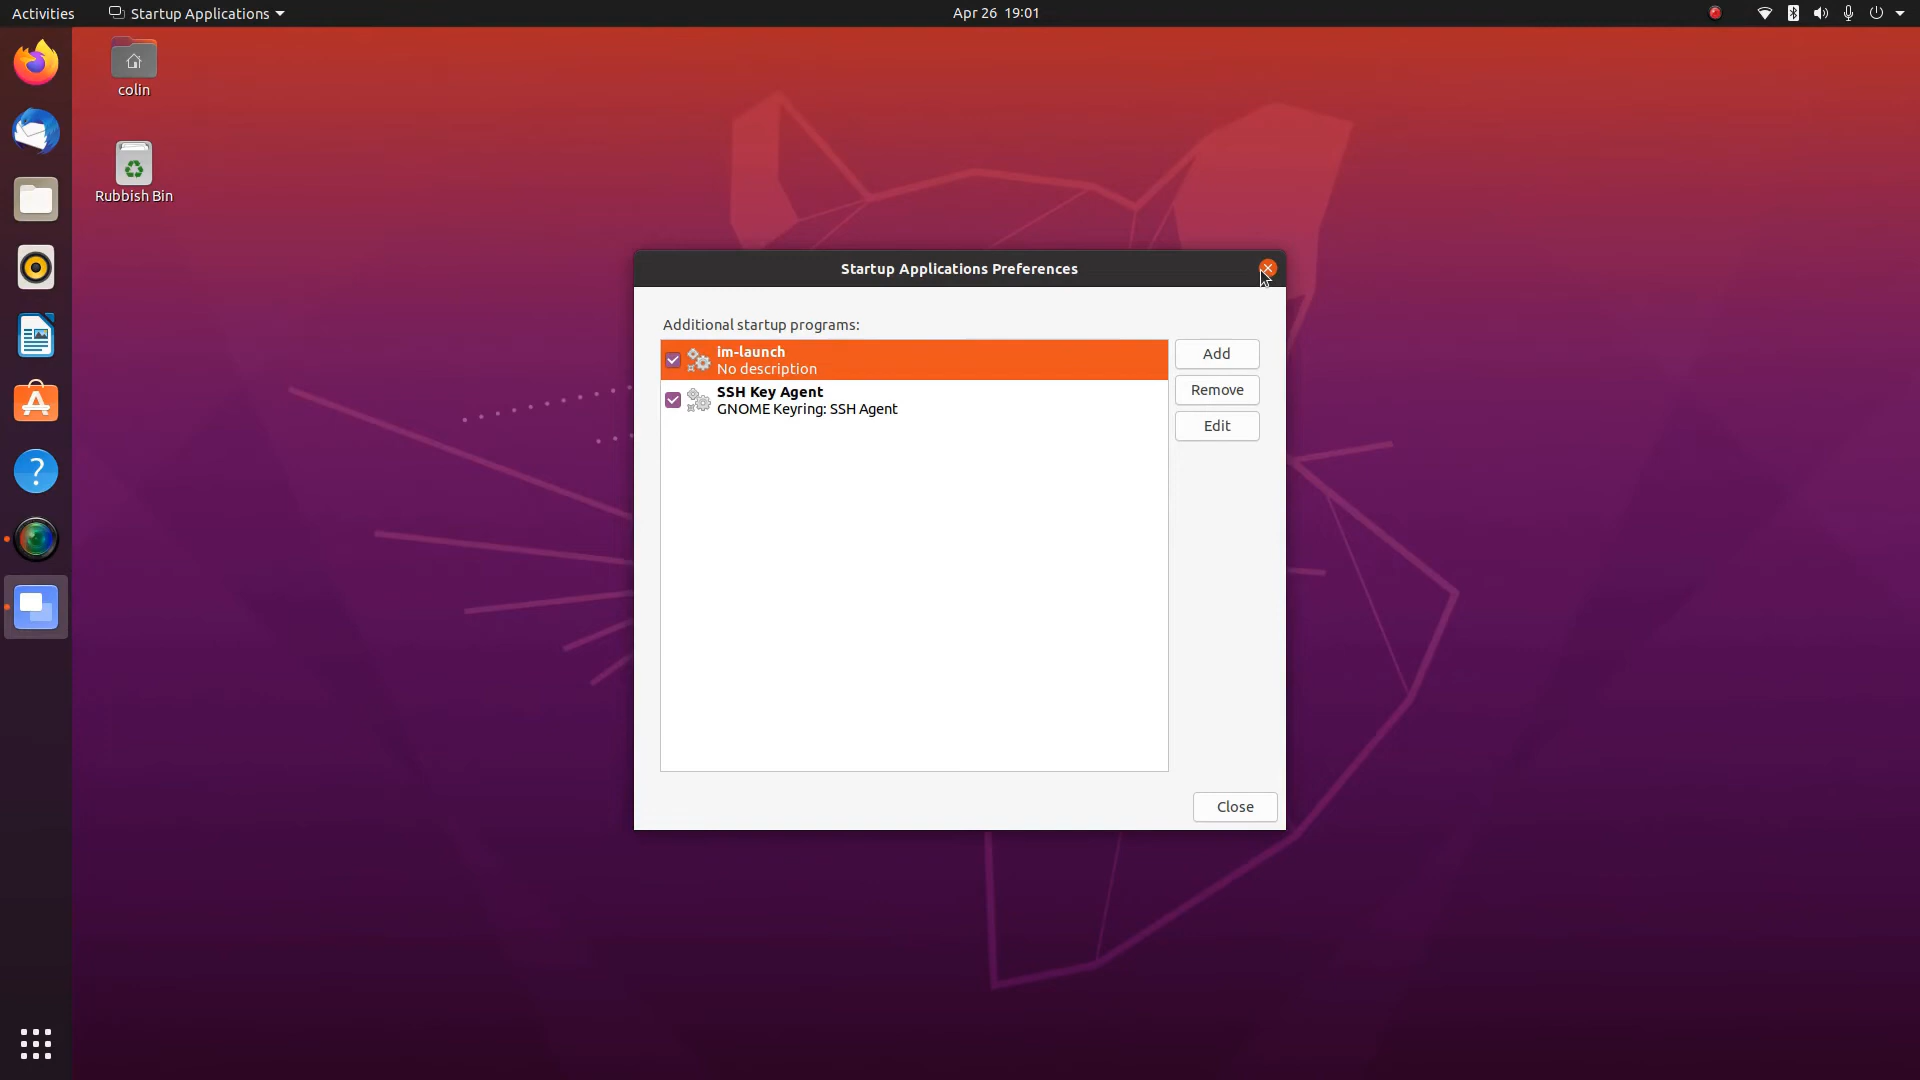 Activities
Startup Applications
Apr 26 19:01
colin
Rubbish Bin
Startup Applications Preferences
Additional startup programs:
im-launch
No description
SSH Key Agent
GNOME Keyring: SSH Agent
Add
Remove
Edit
Close